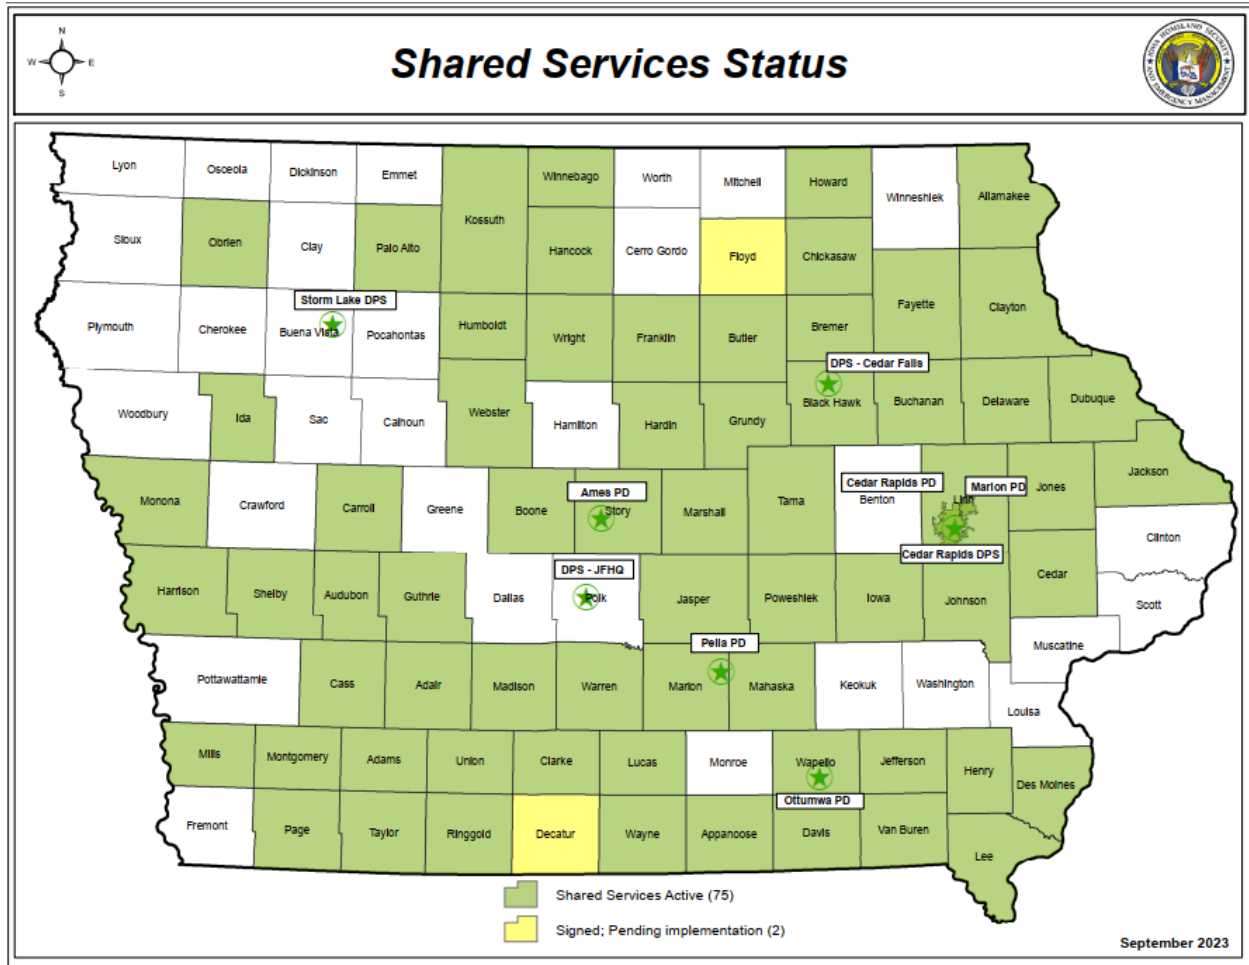 N
W E
S
Shared Services Status
IOWA HOMELAND SECURITY
AND EMERGENCY MANAGEMENT
Lyon
Osceola
Dickinson
Emmet
Kossuth
Winnebago
Worth
Mitchell
Howard
Winneshiek
Allamakee
Sioux
Obrien
Clay
Palo Alto
Hancock
Cerro Gordo
Floyd
Chickasaw
Fayette
Clayton
Storm Lake DPS
Plymouth
Cherokee
Buena Vista
Pocahontas
Humboldt
Wright
Franklin
Butler
Bremer
DPS - Cedar Falls
Woodbury
Ida
Sac
Calhoun
Webster
Hamilton
Hardin
Grundy
Black Hawk
Buchanan
Delaware
Dubuque
Monona
Crawford
Carroll
Greene
Boone
Ames PD
Story
Marshall
Tama
Cedar Rapids PD
Benton
Marion PD
Linn
Jones
Jackson
Cedar Rapids DPS
Clinton
Harrison
Shelby
Audubon
Guthrie
Dallas
DPS - JFHQ
Polk
Jasper
Poweshiek
Iowa
Johnson
Cedar
Scott
Muscatine
Pella PD
Pottawattamie
Cass
Adair
Madison
Warren
Marion
Mahaska
Keokuk
Washington
Louisa
Mills
Montgomery
Adams
Union
Clarke
Lucas
Monroe
Wapello
Jefferson
Henry
Des Moines
Ottumwa PD
Fremont
Page
Taylor
Ringgold
Decatur
Wayne
Appanoose
Davis
Van Buren
Lee
Shared Services Active (75)
Signed; Pending implementation (2)
September 2023